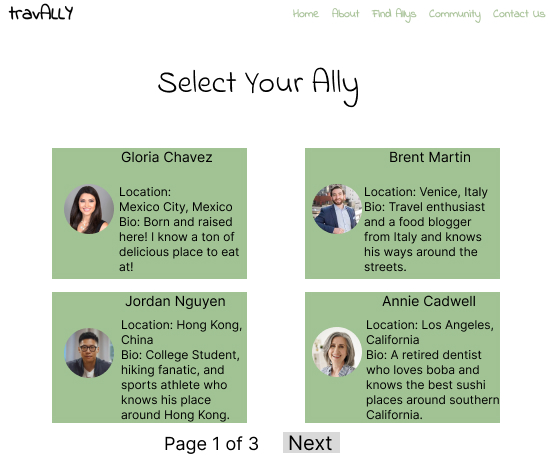 travALLY
Home About Find Allys Community Contact Us
Select Your Ally
Gloria Chavez
Location:
Mexico City, Mexico
Bio: Born and raised
here! I know a ton of
delicious place to eat
at!
Brent Martin
Location: Venice, Italy
Bio: Travel enthusiast
and a food blogger
from Italy and knows
his ways around the
streets.
Jordan Nguyen
Location: Hong Kong,
China
Bio: College Student,
hiking fanatic, and
sports athlete who
knows his place
around Hong Kong.
Annie Cadwell
Location: Los Angeles,
California
Bio: A retired dentist
who loves boba and
knows the best sushi
places around southern
California.
Page 1 of 3 Next